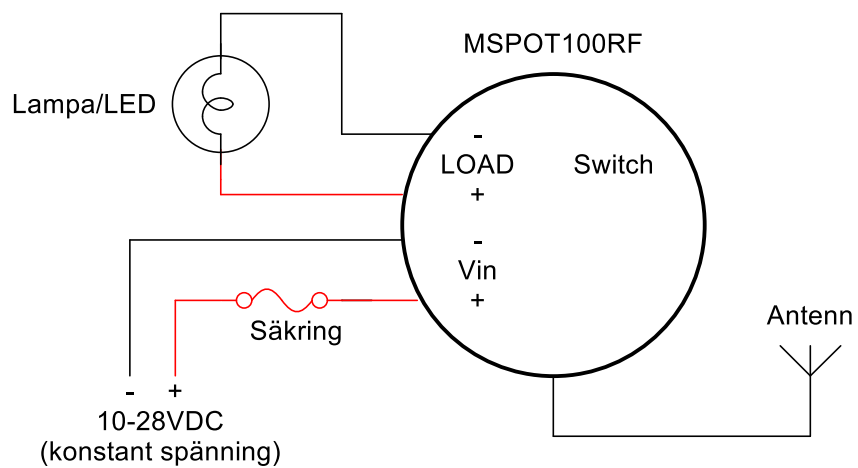 MSPOT100RF
Lampa/LED
-
LOAD
+
Switch
-
Vin
+
Säkring
Antenn
- +
10-28VDC
(konstant spänning)